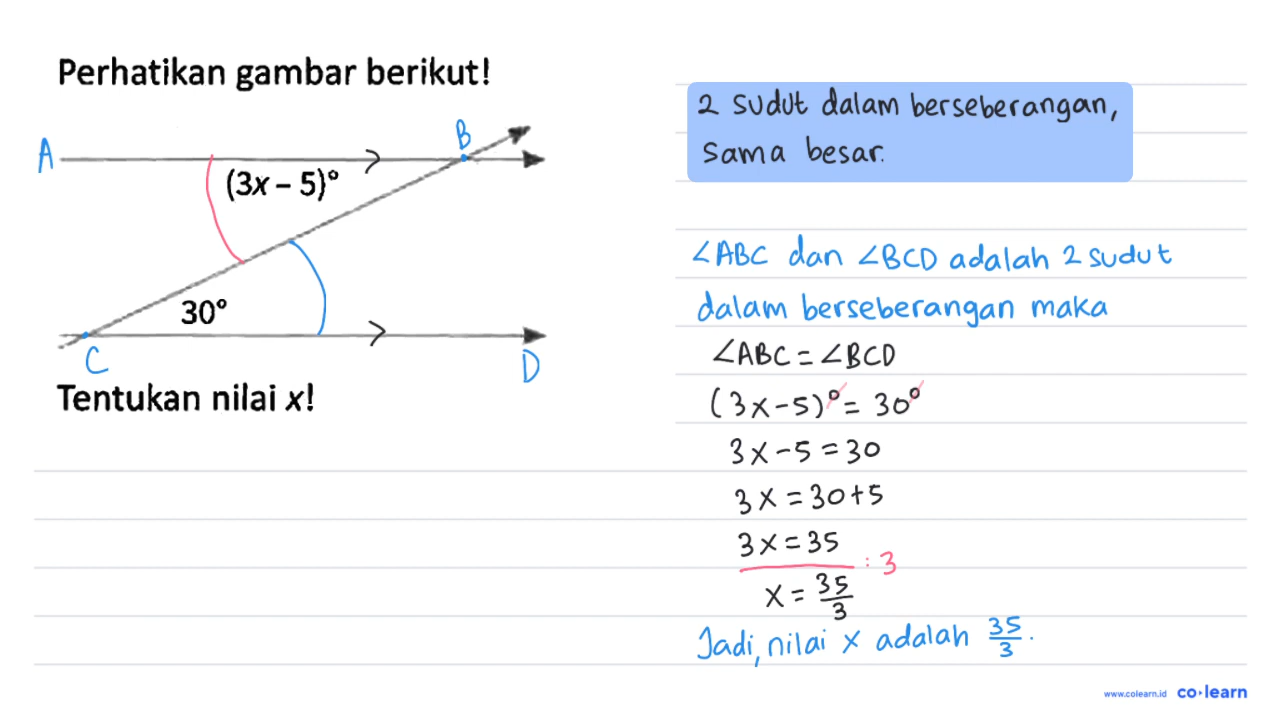 Perhatikan gambar berikut!
A
B
(3x – 5)°
30°
C
D
Tentukan nilai x!
2 sudut dalam berseberangan,
sama besar.
∠ABC dan ∠BCD adalah 2 sudut
dalam berseberangan maka
∠ABC = ∠BCD
(3x-5)° = 30°
3x-5 = 30
3x = 30+5
3x = 35 : 3
x = 35/3
Jadi, nilai x adalah 35/3.
www.colearn.id co·learn